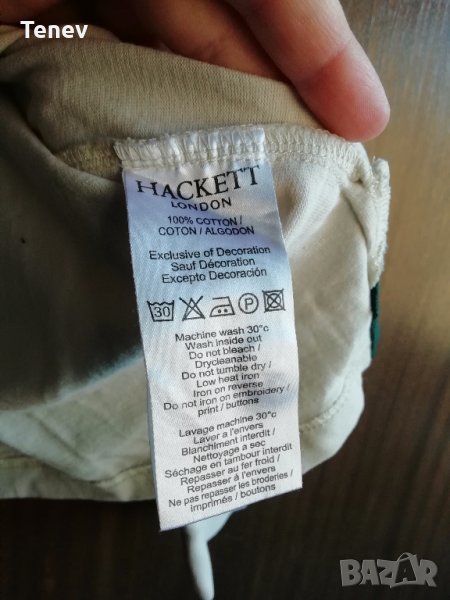 Tenev
HACKETT
LONDON
100% COTTON /
COTON / ALGODON
Exclusive of Decoration
Sauf Décoration
Excepto Decoración
30 P
Machine wash 30°c
Wash inside out
Do not bleach /
Drycleanable
Do not tumble dry /
Low heat iron
Iron on reverse
Do not iron on embroidery /
print / buttons
Lavage machine 30°c
Laver a l'envers
Blanchiment interdit /
Nettoyage a sec
Séchage en tambour interdit
Repasser au fer froid /
Repasser à l'envers
Ne pas repasser les broderies /
imprimés / boutons
BAZAR